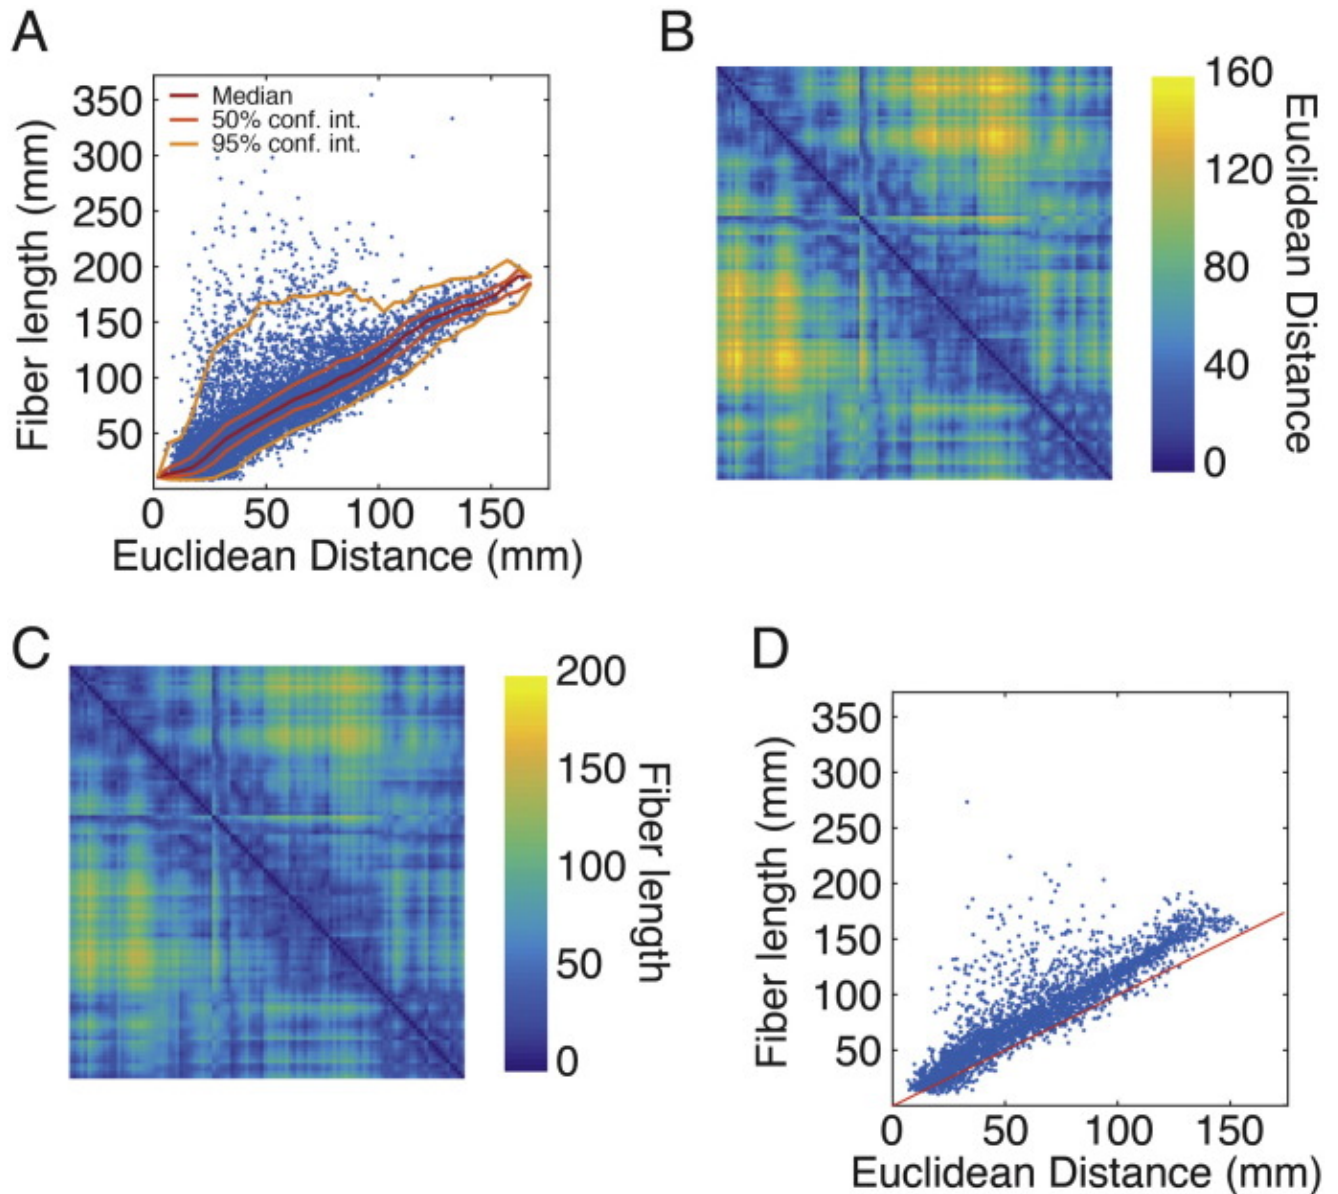 A
Fiber length (mm)
350
300
250
200
150
100
50
Median
50% conf. int.
95% conf. int.
0 50 100 150
Euclidean Distance (mm)
B
160
120
80
40
0
Euclidean Distance
C
200
150
100
50
0
Fiber length
D
Fiber length (mm)
350
300
250
200
150
100
50
0 50 100 150
Euclidean Distance (mm)